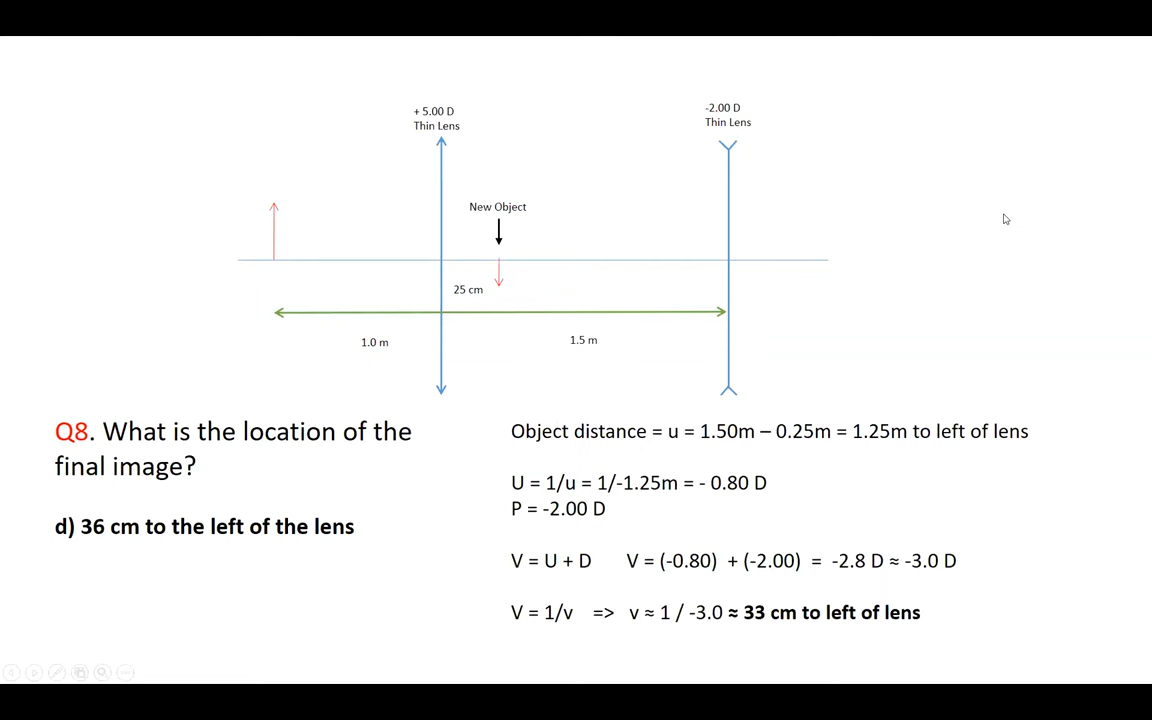 + 5.00 D
Thin Lens
-2.00 D
Thin Lens
New Object
25 cm
1.0 m
1.5 m
Q8. What is the location of the
final image?
d) 36 cm to the left of the lens
Object distance = u = 1.50m – 0.25m = 1.25m to left of lens
U = 1/u = 1/-1.25m = - 0.80 D
P = -2.00 D
V = U + D V = (-0.80) + (-2.00) = -2.8 D ≈ -3.0 D
V = 1/v => v ≈ 1 / -3.0 ≈ 33 cm to left of lens